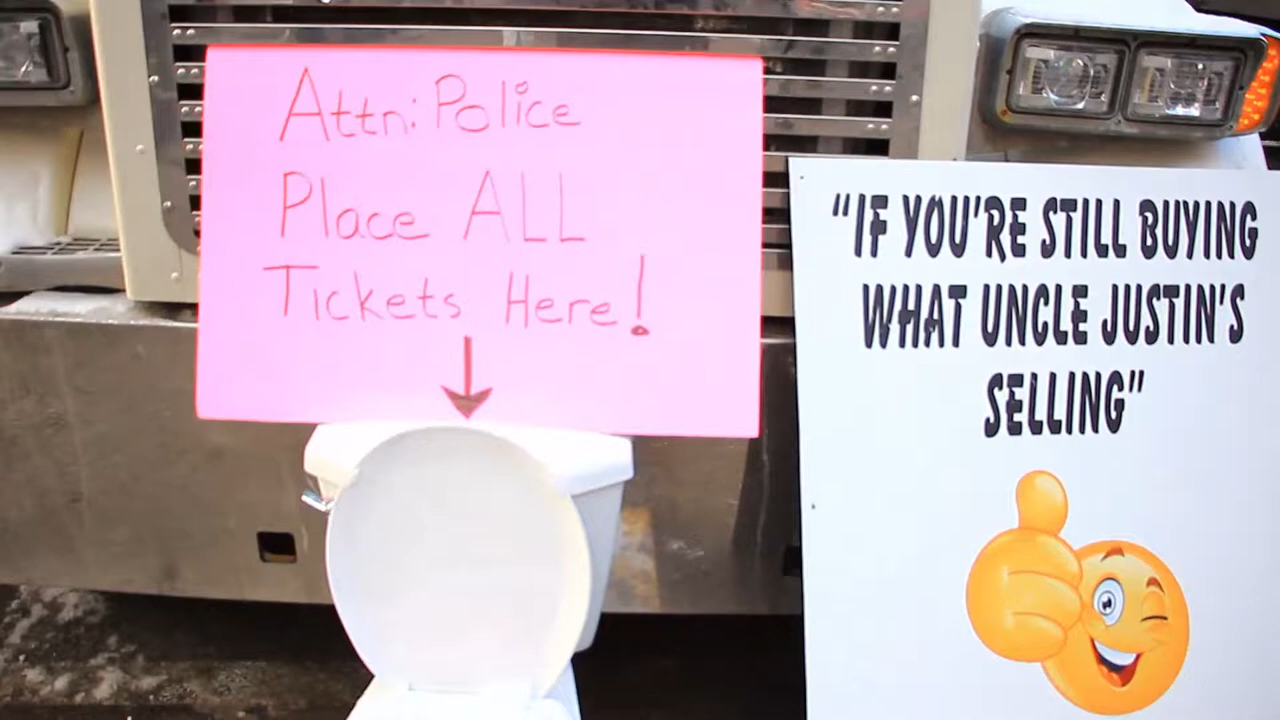 Attn: Police
Place ALL
Tickets Here!
"IF YOU'RE STILL BUYING
WHAT UNCLE JUSTIN'S
SELLING"